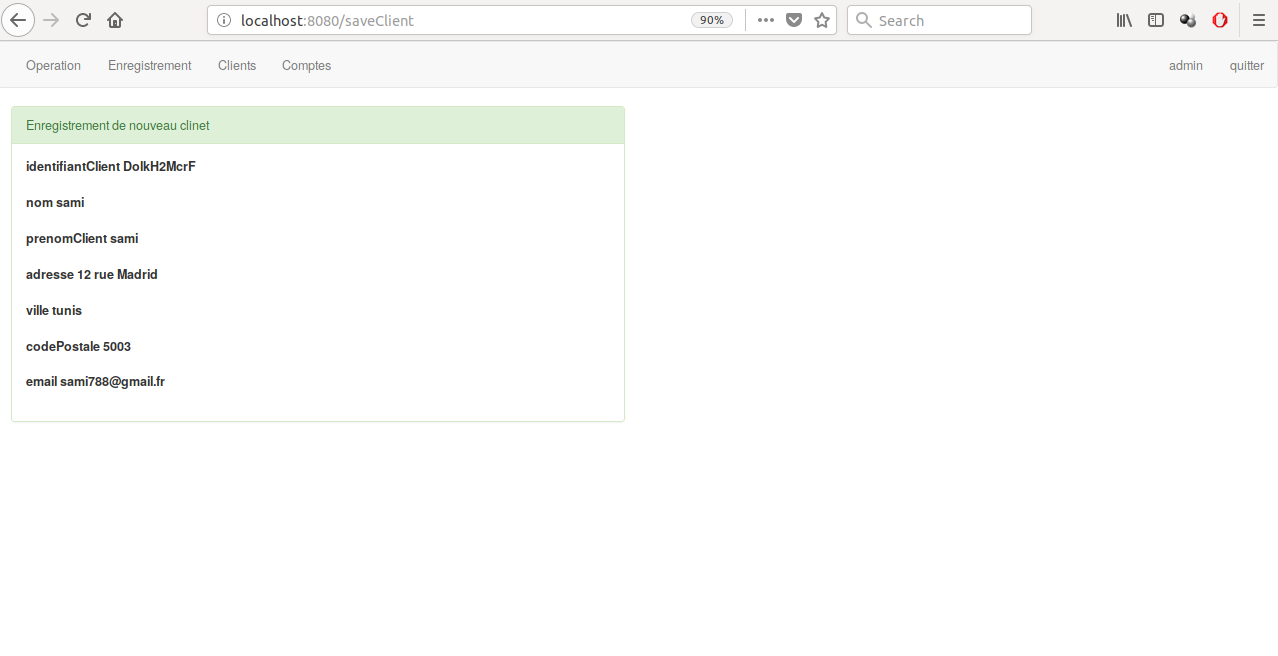 localhost:8080/saveClient 90% Search
Operation Enregistrement Clients Comptes admin quitter
Enregistrement de nouveau clinet
identifiantClient DolkH2McrF
nom sami
prenomClient sami
adresse 12 rue Madrid
ville tunis
codePostale 5003
email sami788@gmail.fr